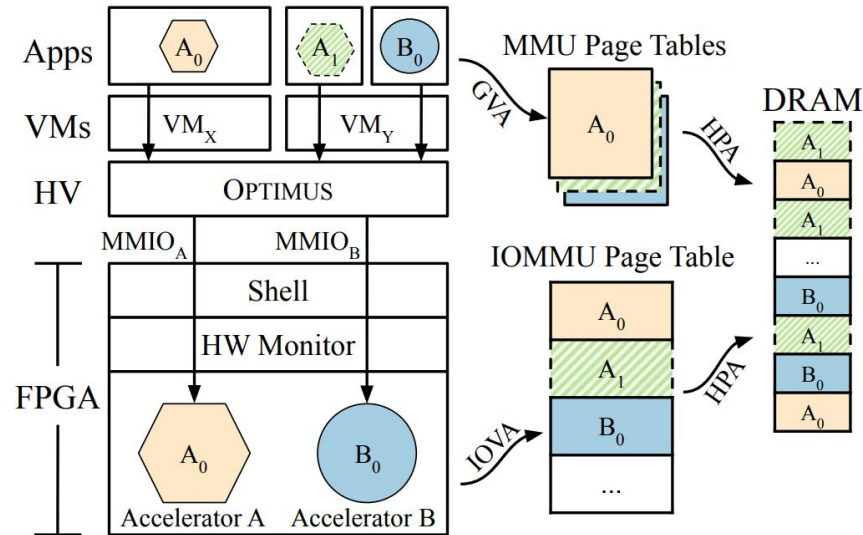 Apps
A0
A1
B0
VMs
VMX
VMY
HV
OPTIMUS
MMIOA
MMIOB
FPGA
Shell
HW Monitor
A0
B0
Accelerator A
Accelerator B
GVA
MMU Page Tables
A0
HPA
IOVA
IOMMU Page Table
A0
A1
B0
...
HPA
DRAM
A1
A0
A1
...
B0
A1
B0
A0